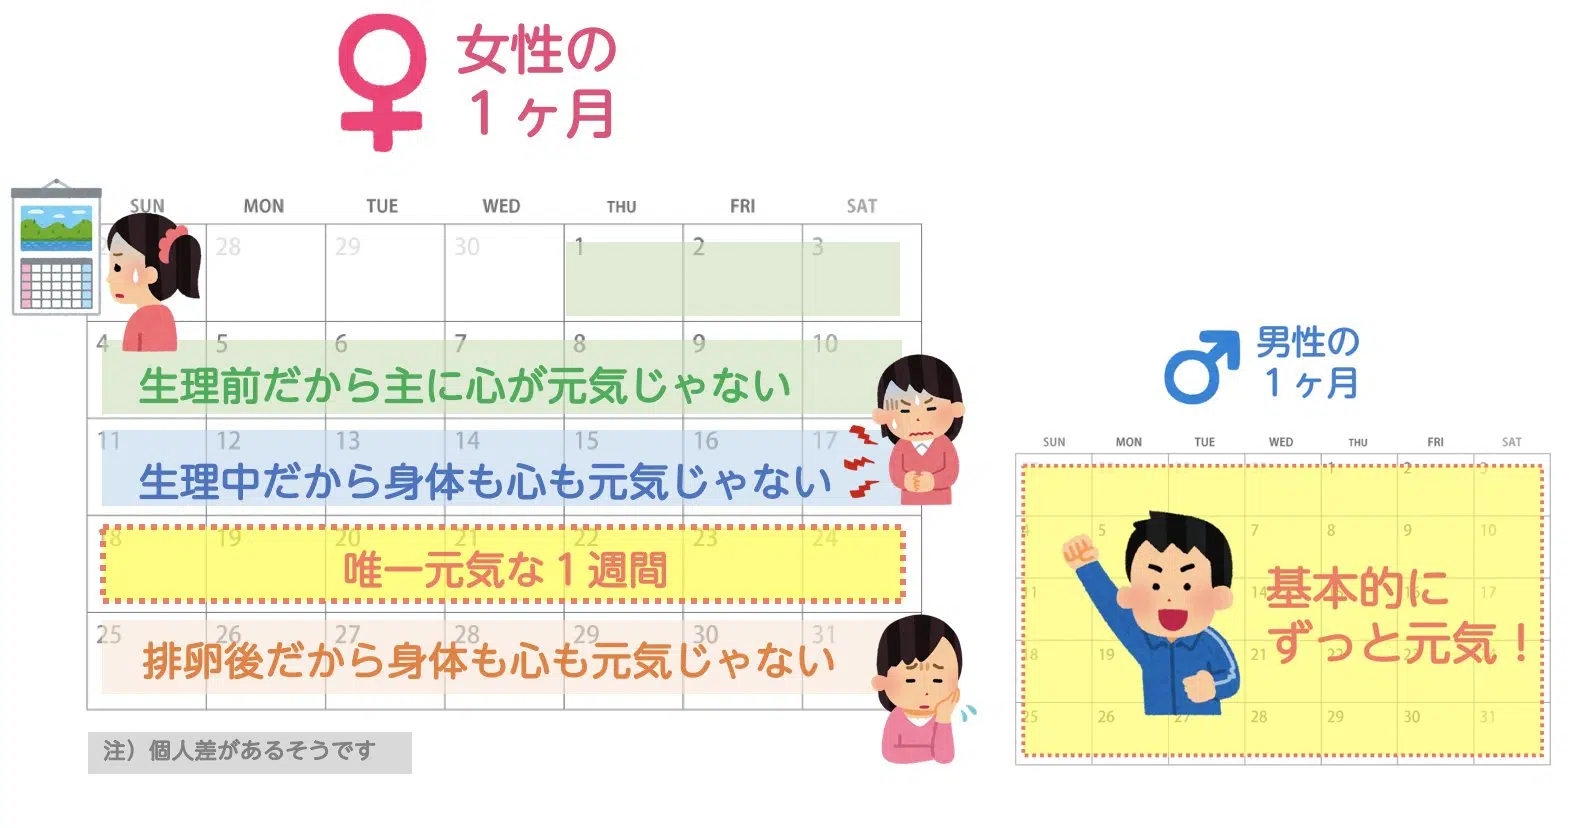 女性の
1ヶ月
SUN MON TUE WED THU FRI SAT
28 29 30 1 2 3
4 5 6 7 8 9 10
生理前だから主に心が元気じゃない
11 12 13 14 15 16 17
生理中だから身体も心も元気じゃない
18 19 20 21 22 23 24
唯一元気な1週間
25 26 27 28 29 30 31
排卵後だから身体も心も元気じゃない
注）個人差があるそうです
男性の
1ヶ月
SUN MON TUE WED THU FRI SAT
1 2 3
4 5 7 8 9 10
11 14 15 17
基本的に
18 19 21 22 23
ずっと元気！
25 26 27 28 29 30 31